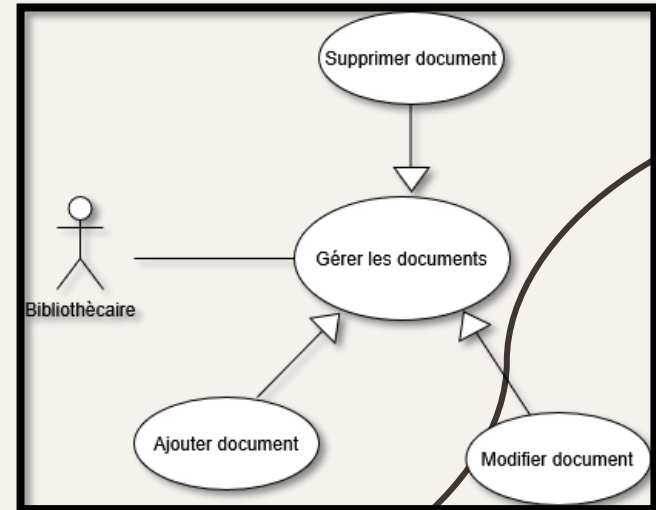 Supprimer document
Gérer les documents
Bibliothècaire
Ajouter document
Modifier document